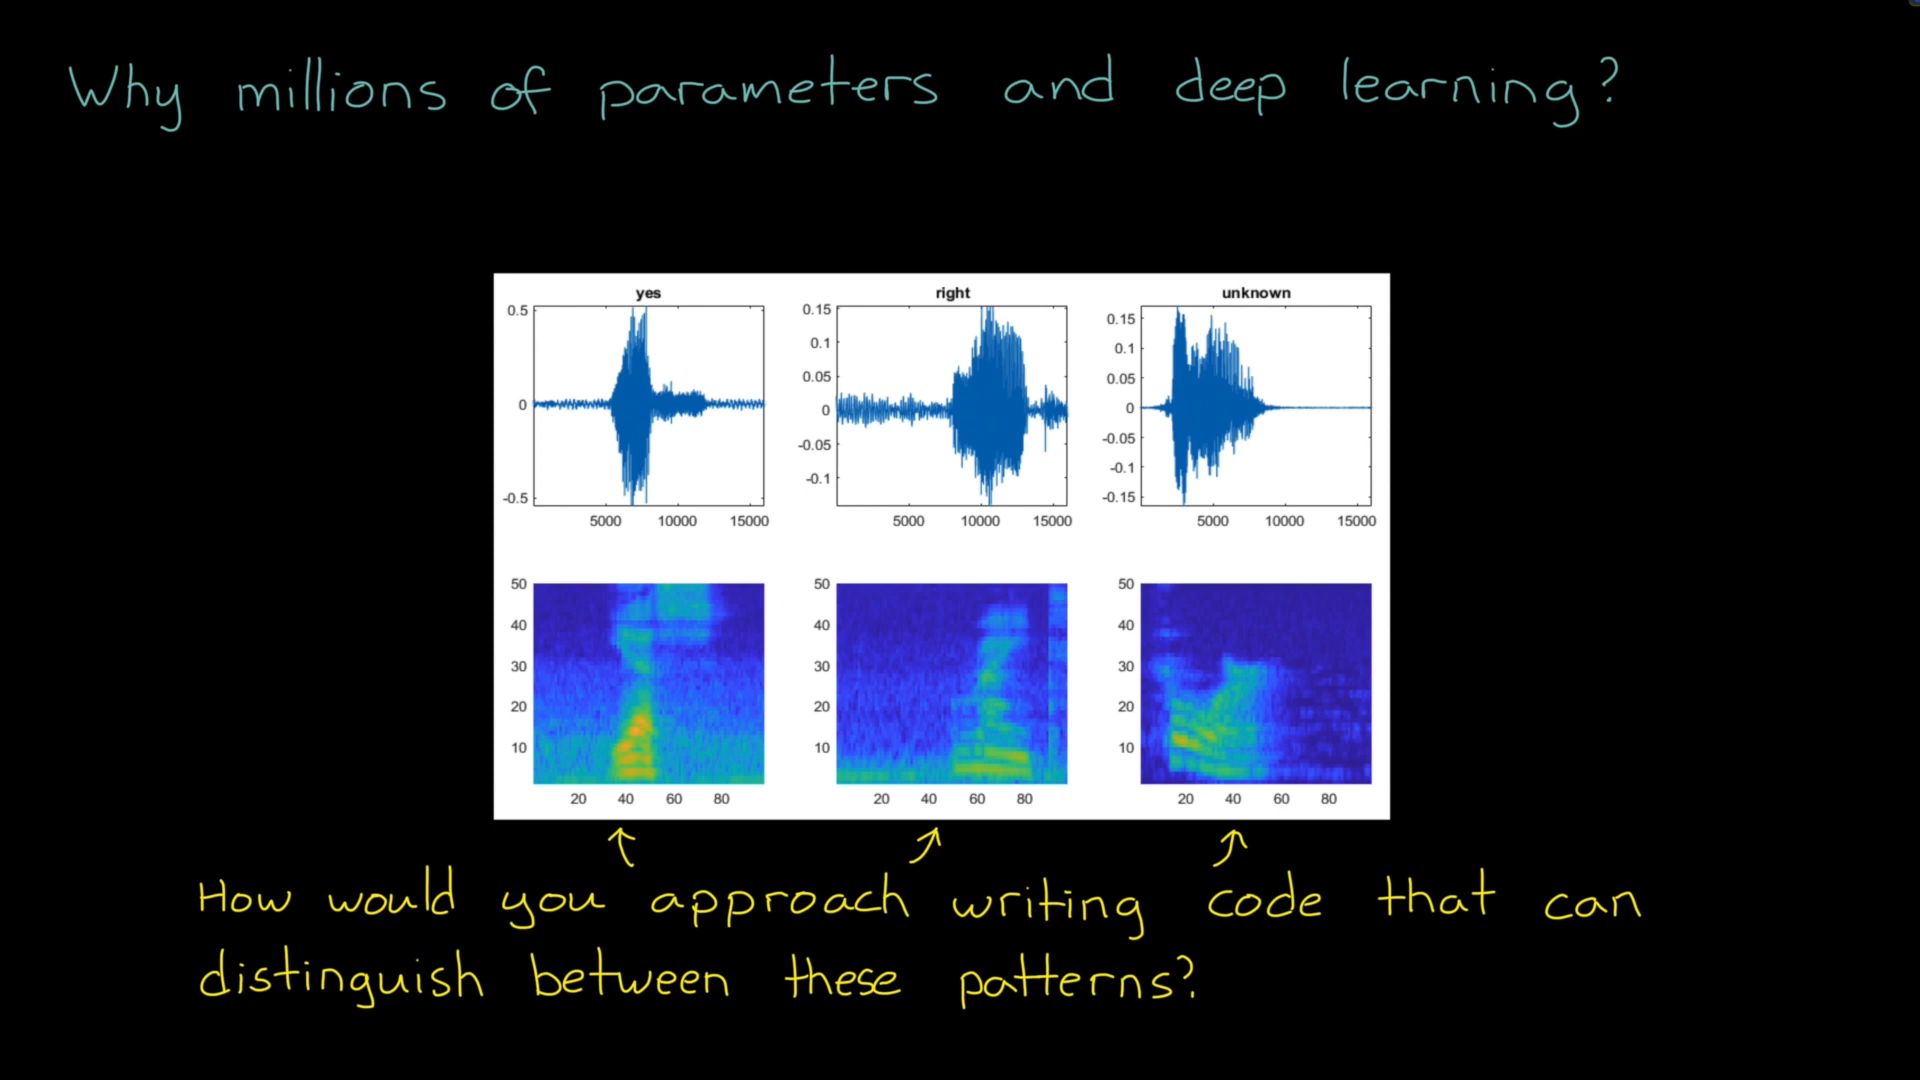 Why millions of parameters and deep learning?
yes right unknown
0.5 0.15 0.15
0.1 0.1
0.05 0.05
0 0 0
-0.05 -0.05
-0.1 -0.1
-0.5 -0.15
5000 10000 15000 5000 10000 15000 5000 10000 15000
50 50 50
40 40 40
30 30 30
20 20 20
10 10 10
20 40 60 80 20 40 60 80 20 40 60 80
How would you approach writing code that can
distinguish between these patterns?